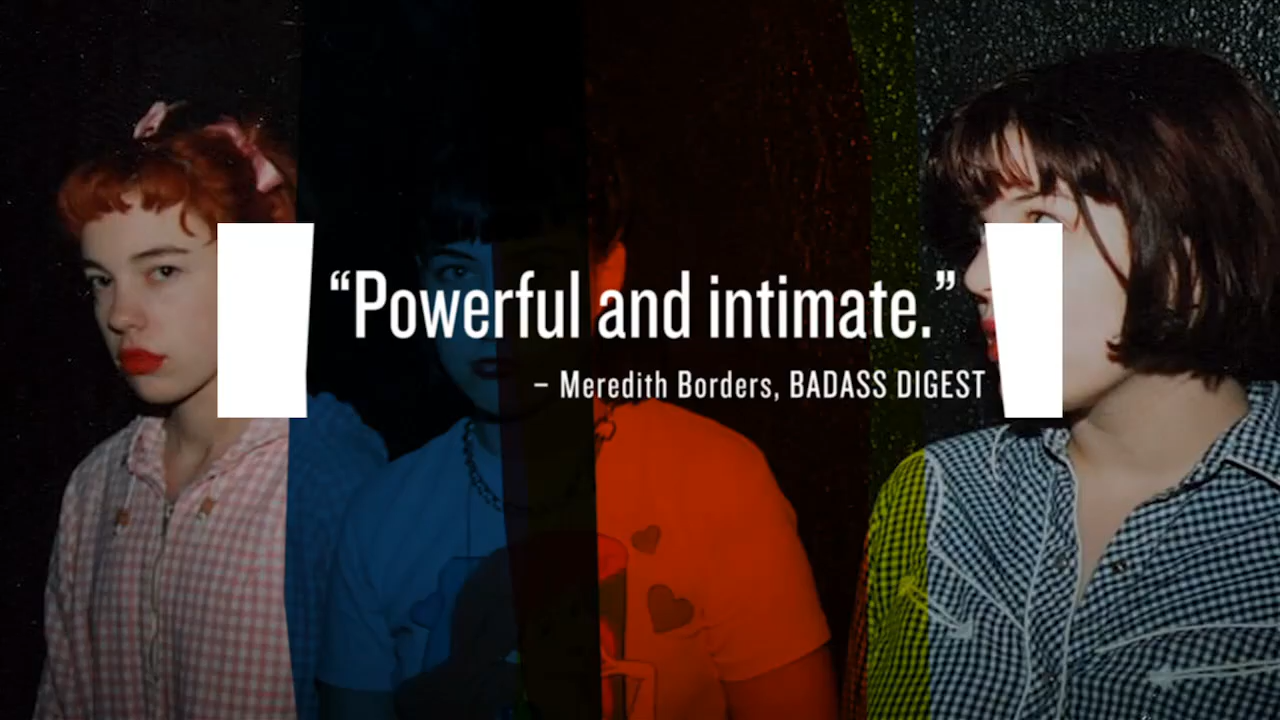 “Powerful and intimate.”
– Meredith Borders, BADASS DIGEST